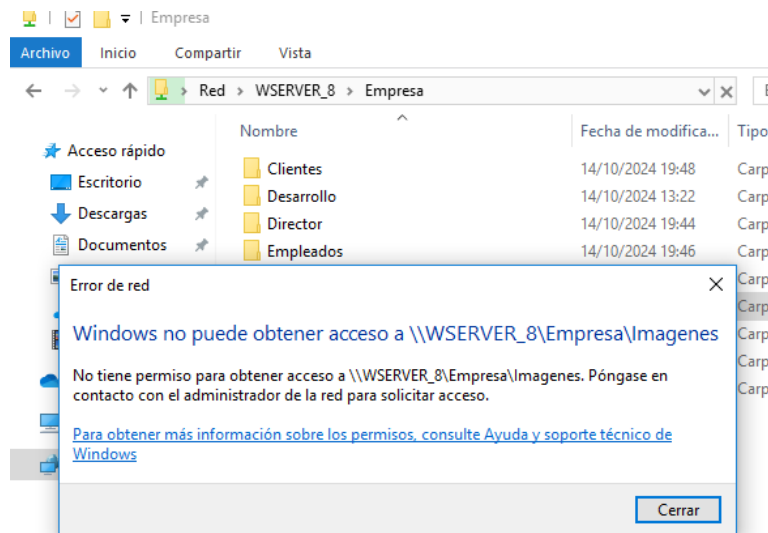 Empresa
Archivo Inicio Compartir Vista
Red > WSERVER_8 > Empresa
Nombre Fecha de modifica... Tipo
Acceso rápido
Clientes 14/10/2024 19:48 Carp
Escritorio
Desarrollo 14/10/2024 13:22 Carp
Descargas
Director 14/10/2024 19:44 Carp
Documentos
Empleados 14/10/2024 19:46 Carp
Carp
Carp
Carp
Carp
Carp
Error de red
Windows no puede obtener acceso a \\WSERVER_8\Empresa\Imagenes
No tiene permiso para obtener acceso a \\WSERVER_8\Empresa\Imagenes. Póngase en
contacto con el administrador de la red para solicitar acceso.
Para obtener más información sobre los permisos, consulte Ayuda y soporte técnico de
Windows
Cerrar